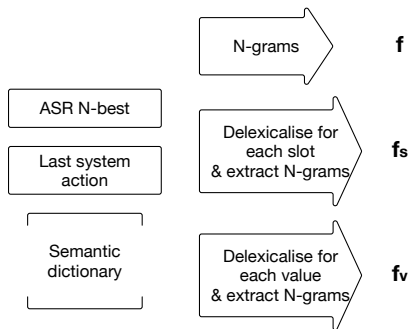 N-grams
f
ASR N-best
Last system
action
Semantic
dictionary
Delexicalise for
each slot
& extract N-grams
fs
Delexicalise for
each value
& extract N-grams
fv